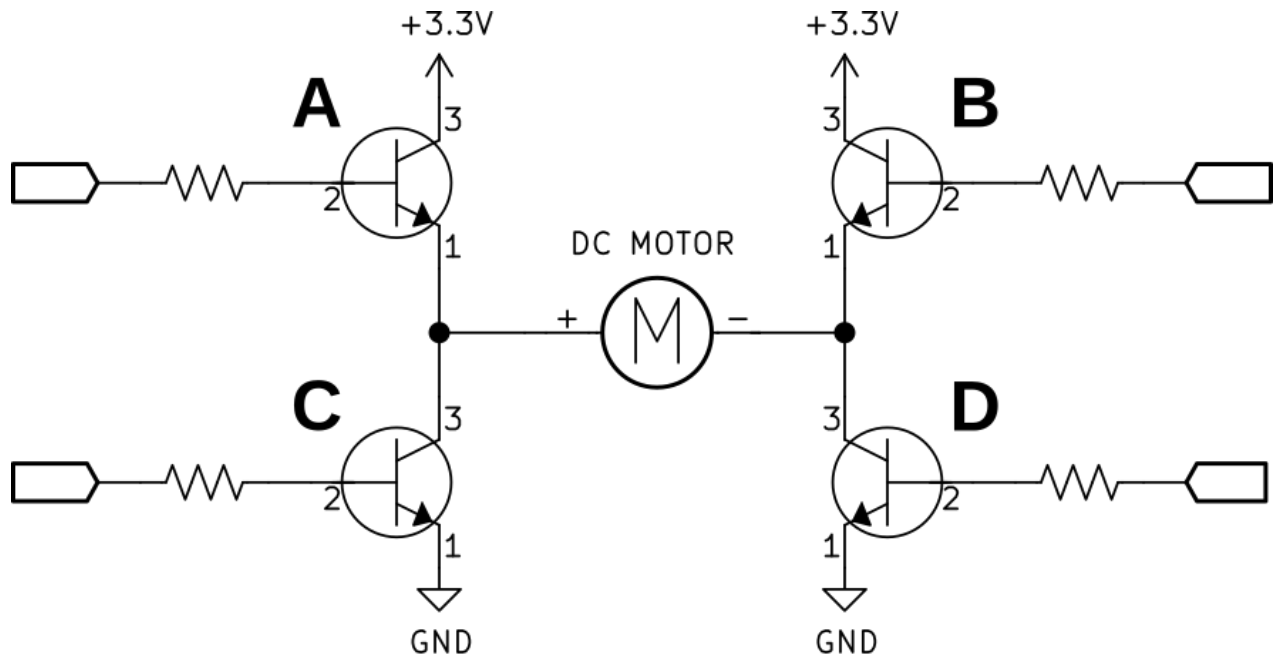 +3.3V +3.3V
A B
3 3
2 2
1 1
DC MOTOR
+ M -
C D
3 3
2 2
1 1
GND GND